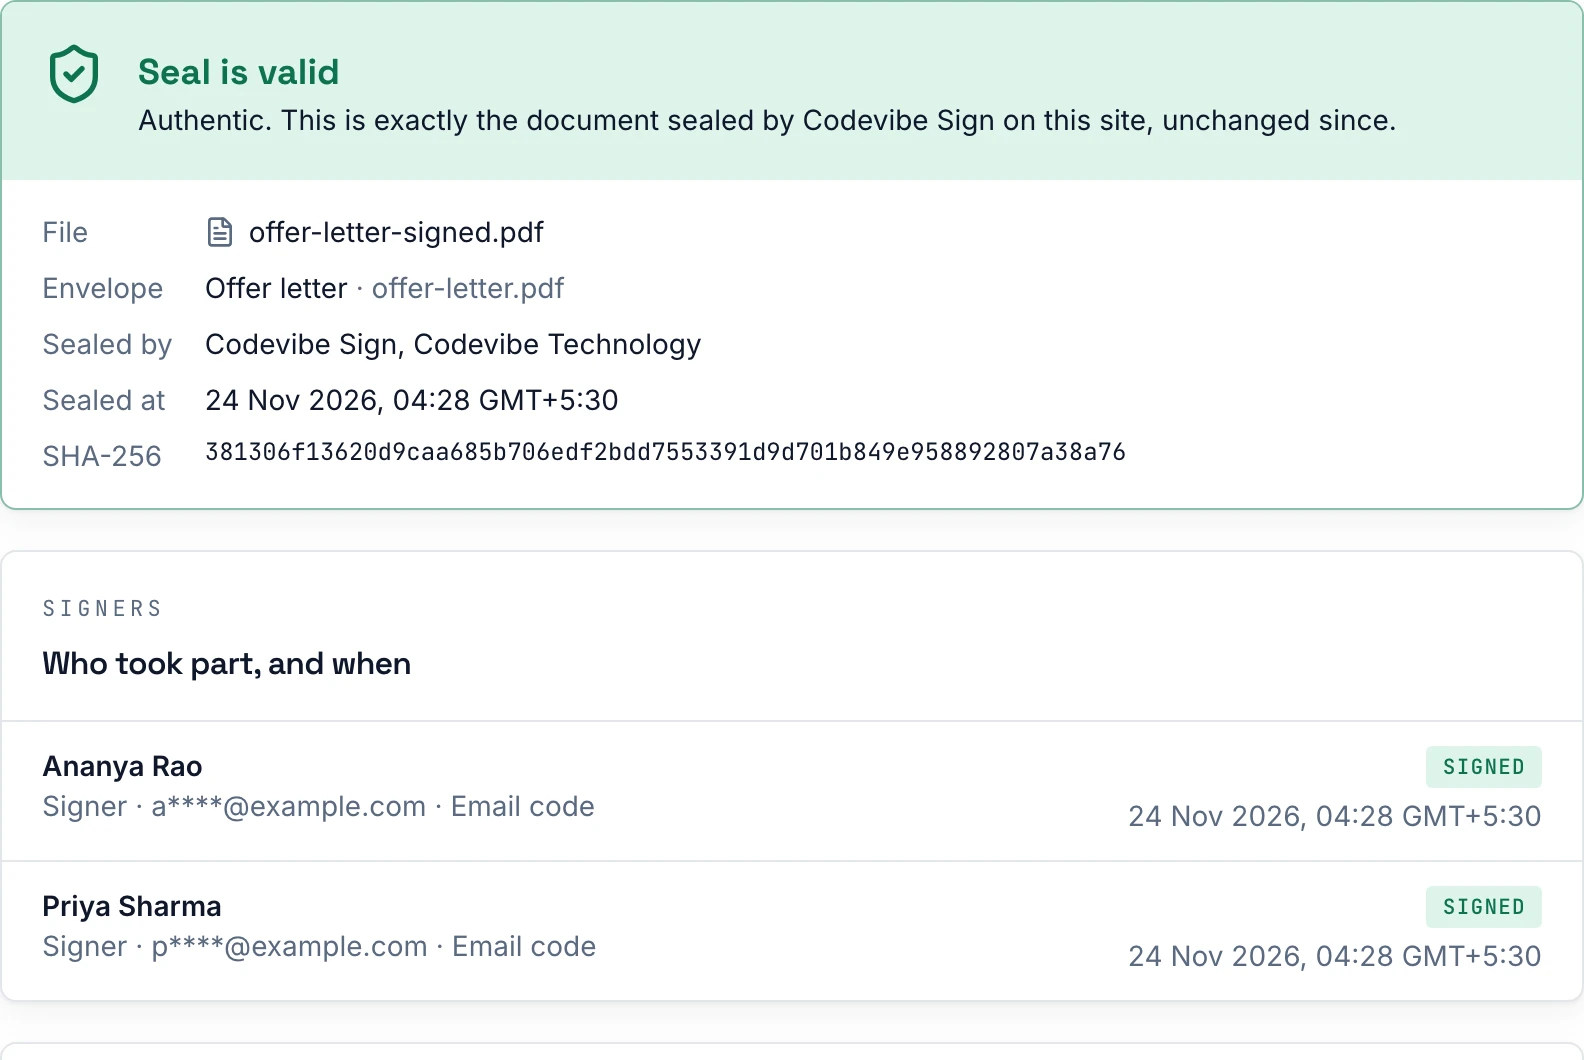 Seal is valid
Authentic. This is exactly the document sealed by Codevibe Sign on this site, unchanged since.
File offer-letter-signed.pdf
Envelope Offer letter · offer-letter.pdf
Sealed by Codevibe Sign, Codevibe Technology
Sealed at 24 Nov 2026, 04:28 GMT+5:30
SHA-256 381306f13620d9caa685b706edf2bdd7553391d9d701b849e958892807a38a76
SIGNERS
Who took part, and when
Ananya Rao SIGNED
Signer · a****@example.com · Email code 24 Nov 2026, 04:28 GMT+5:30
Priya Sharma SIGNED
Signer · p****@example.com · Email code 24 Nov 2026, 04:28 GMT+5:30